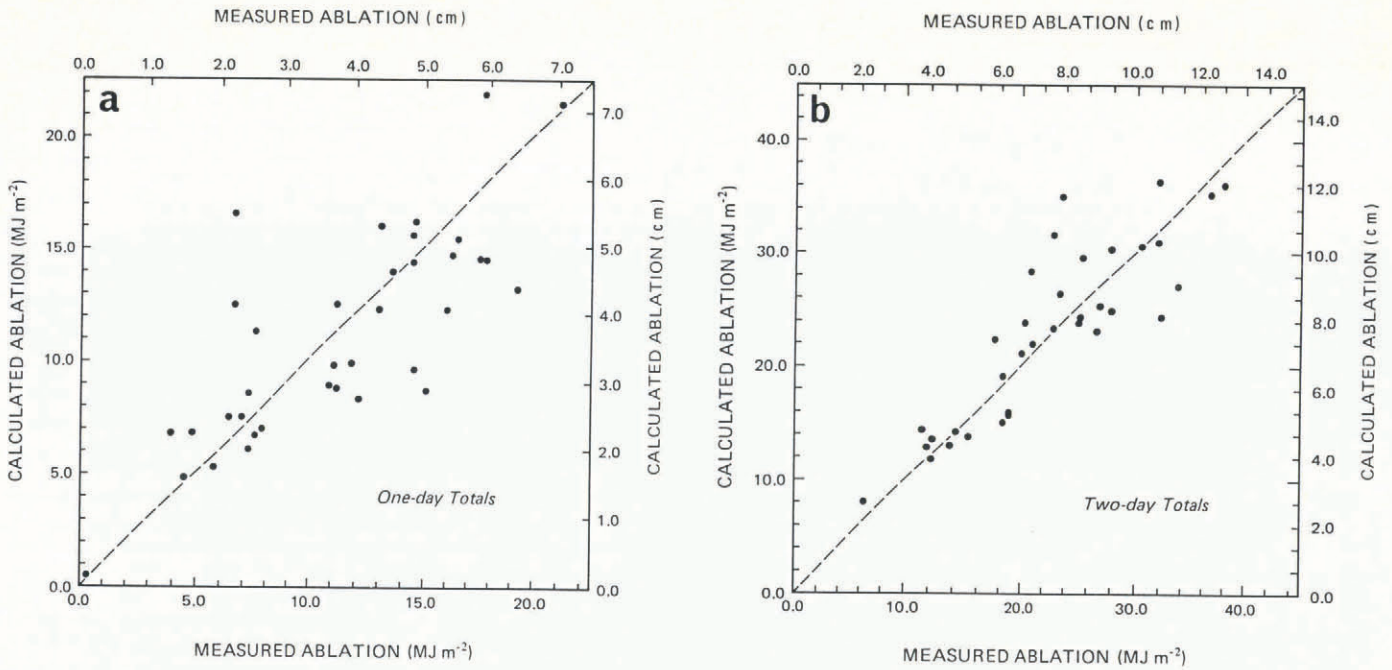 MEASURED ABLATION (cm)
0.0 1.0 2.0 3.0 4.0 5.0 6.0 7.0
a
20.0
15.0
10.0
5.0
0.0
CALCULATED ABLATION (MJ m⁻²)
7.0
6.0
5.0
4.0
3.0
2.0
1.0
0.0
CALCULATED ABLATION (cm)
One-day Totals
0.0 5.0 10.0 15.0 20.0
MEASURED ABLATION (MJ m⁻²)
MEASURED ABLATION (cm)
0.0 2.0 4.0 6.0 8.0 10.0 12.0 14.0
b
40.0
30.0
20.0
10.0
0.0
CALCULATED ABLATION (MJ m⁻²)
14.0
12.0
10.0
8.0
6.0
4.0
2.0
0.0
CALCULATED ABLATION (cm)
Two-day Totals
0.0 10.0 20.0 30.0 40.0
MEASURED ABLATION (MJ m⁻²)